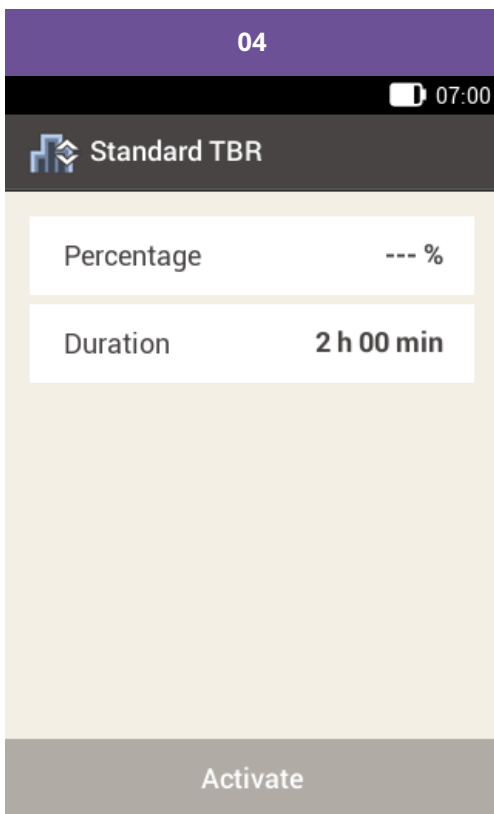 04
07:00
Standard TBR
Percentage --- %
Duration 2 h 00 min
Activate